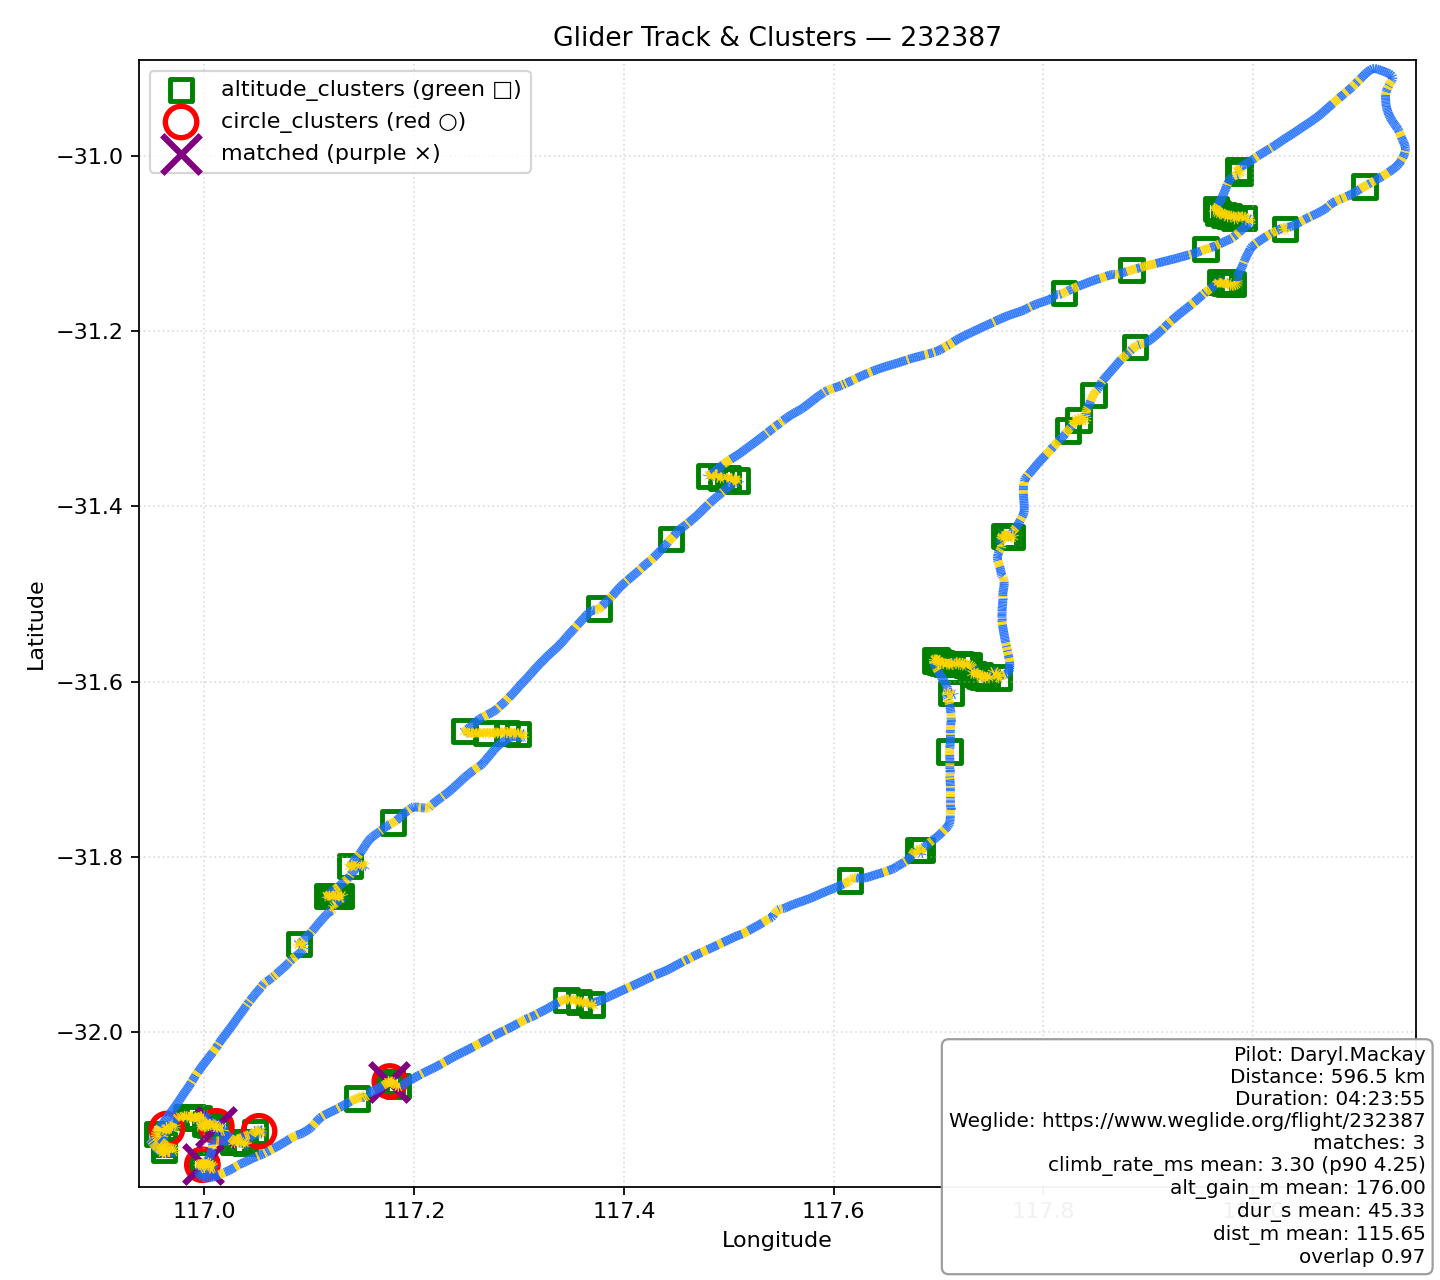 Glider Track & Clusters — 232387
altitude_clusters (green □)
circle_clusters (red ○)
matched (purple ×)
−31.0
−31.2
−31.4
−31.6
−31.8
−32.0
Latitude
117.0
117.2
117.4
117.6
117.8
Longitude
Pilot: Daryl.Mackay
Distance: 596.5 km
Duration: 04:23:55
Weglide: https://www.weglide.org/flight/232387
matches: 3
climb_rate_ms mean: 3.30 (p90 4.25)
alt_gain_m mean: 176.00
dur_s mean: 45.33
dist_m mean: 115.65
overlap 0.97